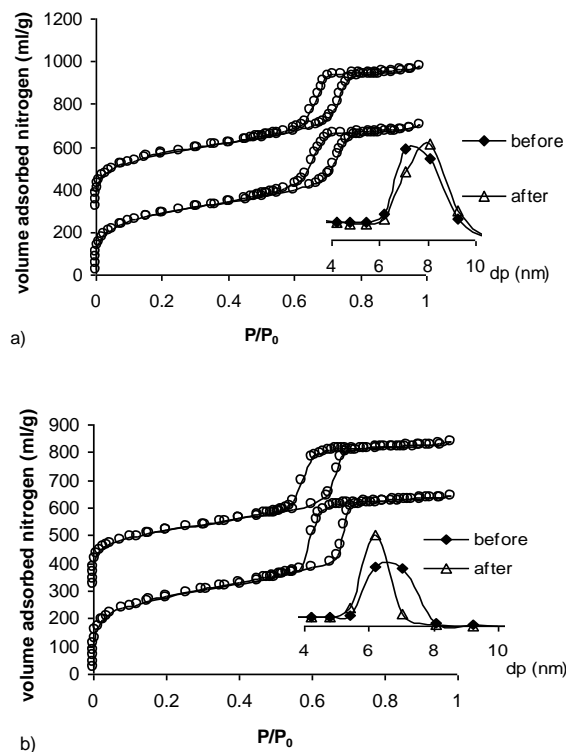 volume adsorbed nitrogen (ml/g)
1200
1000
800
600
400
200
0
before
after
4 6 8 10
dp (nm)
0 0.2 0.4 0.6 0.8 1
P/P0
a)
volume adsorbed nitrogen (ml/g)
900
800
700
600
500
400
300
200
100
0
before
after
4 6 8 10
dp (nm)
0 0.2 0.4 0.6 0.8 1
P/P0
b)